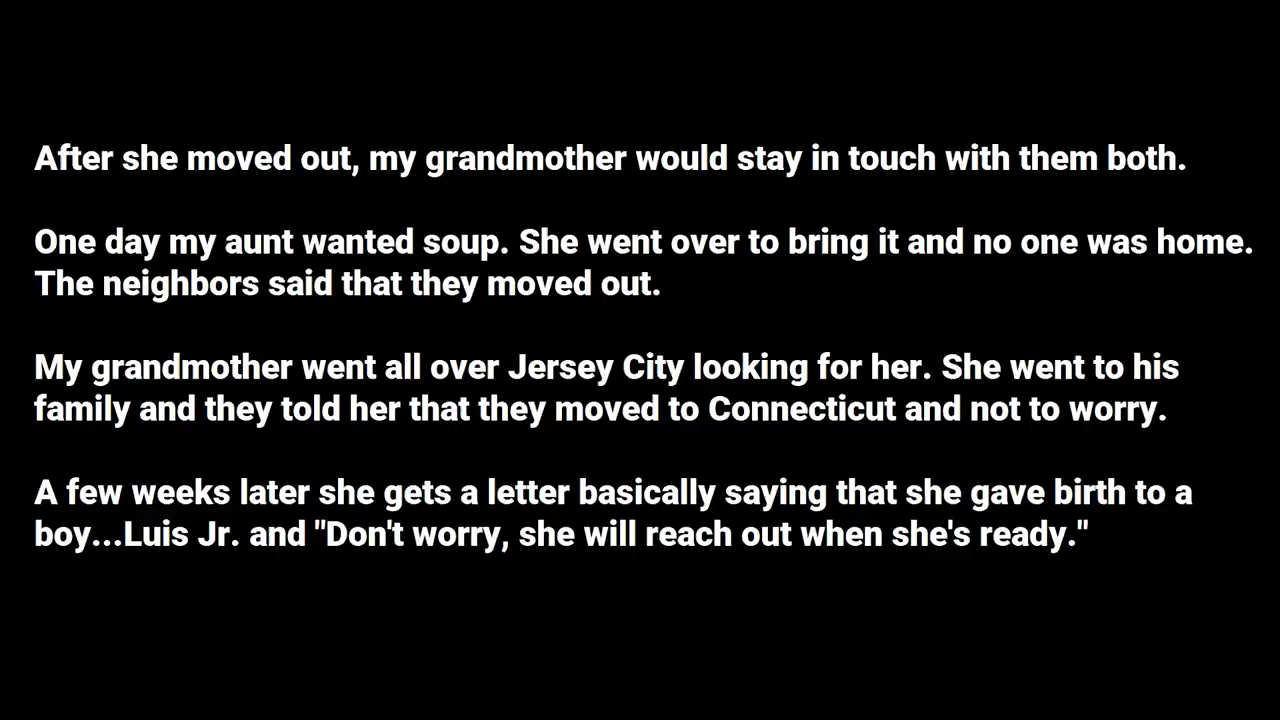 After she moved out, my grandmother would stay in touch with them both.
One day my aunt wanted soup. She went over to bring it and no one was home.
The neighbors said that they moved out.
My grandmother went all over Jersey City looking for her. She went to his
family and they told her that they moved to Connecticut and not to worry.
A few weeks later she gets a letter basically saying that she gave birth to a
boy...Luis Jr. and "Don't worry, she will reach out when she's ready."